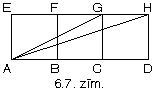 E F G H
A B C D
6.7. zīm.